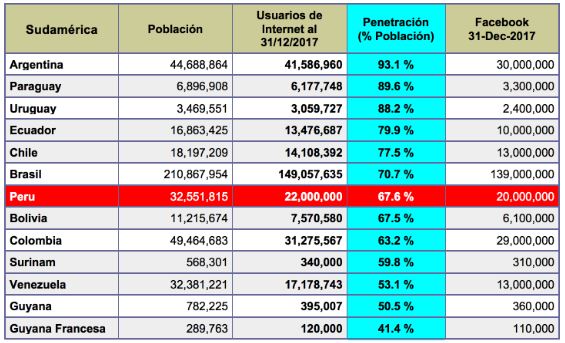 Sudamérica Población Usuarios de Internet al 31/12/2017 Penetración (% Población) Facebook 31-Dec-2017
Argentina 44,688,864 41,586,960 93.1 % 30,000,000
Paraguay 6,896,908 6,177,748 89.6 % 3,300,000
Uruguay 3,469,551 3,059,727 88.2 % 2,400,000
Ecuador 16,863,425 13,476,687 79.9 % 10,000,000
Chile 18,197,209 14,108,392 77.5 % 13,000,000
Brasil 210,867,954 149,057,635 70.7 % 139,000,000
Peru 32,551,815 22,000,000 67.6 % 20,000,000
Bolivia 11,215,674 7,570,580 67.5 % 6,100,000
Colombia 49,464,683 31,275,567 63.2 % 29,000,000
Surinam 568,301 340,000 59.8 % 310,000
Venezuela 32,381,221 17,178,743 53.1 % 13,000,000
Guyana 782,225 395,007 50.5 % 360,000
Guyana Francesa 289,763 120,000 41.4 % 110,000